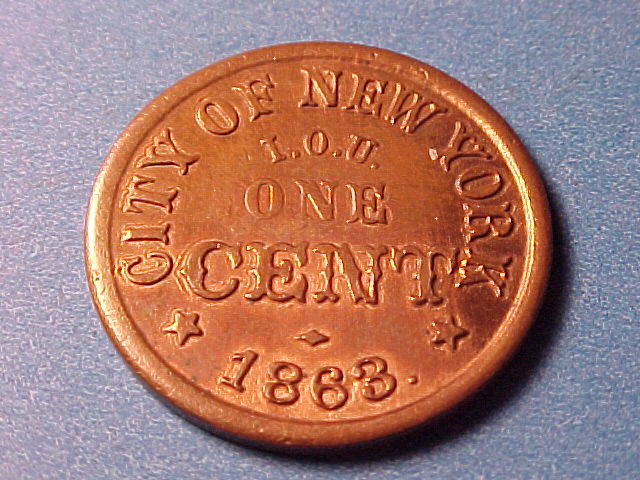 CITY OF NEW YORK
I.O.U.
ONE
CENT
1863.